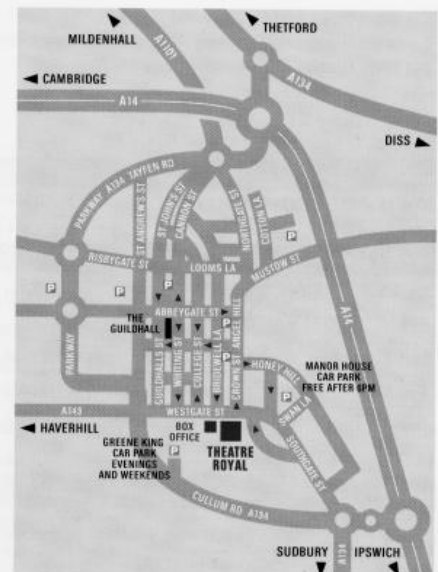 MILDENHALL
A1101
THETFORD
A134
CAMBRIDGE
A14
DISS
PARKWAY A134 TAYFEN RD
ST ANDREW'S ST
ST JOHN'S ST
CANNON ST
NORTHGATE ST
COTTON LA
P
RISBYGATE ST
LOOMS LA
MUSTOW ST
P
P
P
ABBEYGATE ST
P
ANGEL HILL
A14
THE
GUILDHALL
PARKWAY
GUILDHALL ST
WHITING ST
COLLEGE ST
BRIDEWELL LA
CROWN ST
P
HONEY HILL
MANOR HOUSE
CAR PARK
FREE AFTER 6PM
P
SWAN LA
A143
WESTGATE ST
HAVERHILL
BOX
OFFICE
THEATRE
ROYAL
SOUTHGATE ST
GREENE KING
CAR PARK
EVENINGS
AND WEEKENDS
P
CULLUM RD A134
A134
SUDBURY
IPSWICH